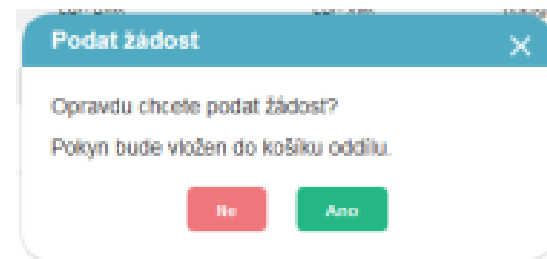 Podat žádost
Opravdu chcete podat žádost?
Pokyn bude vložen do košíku oddílu.
Ne
Ano